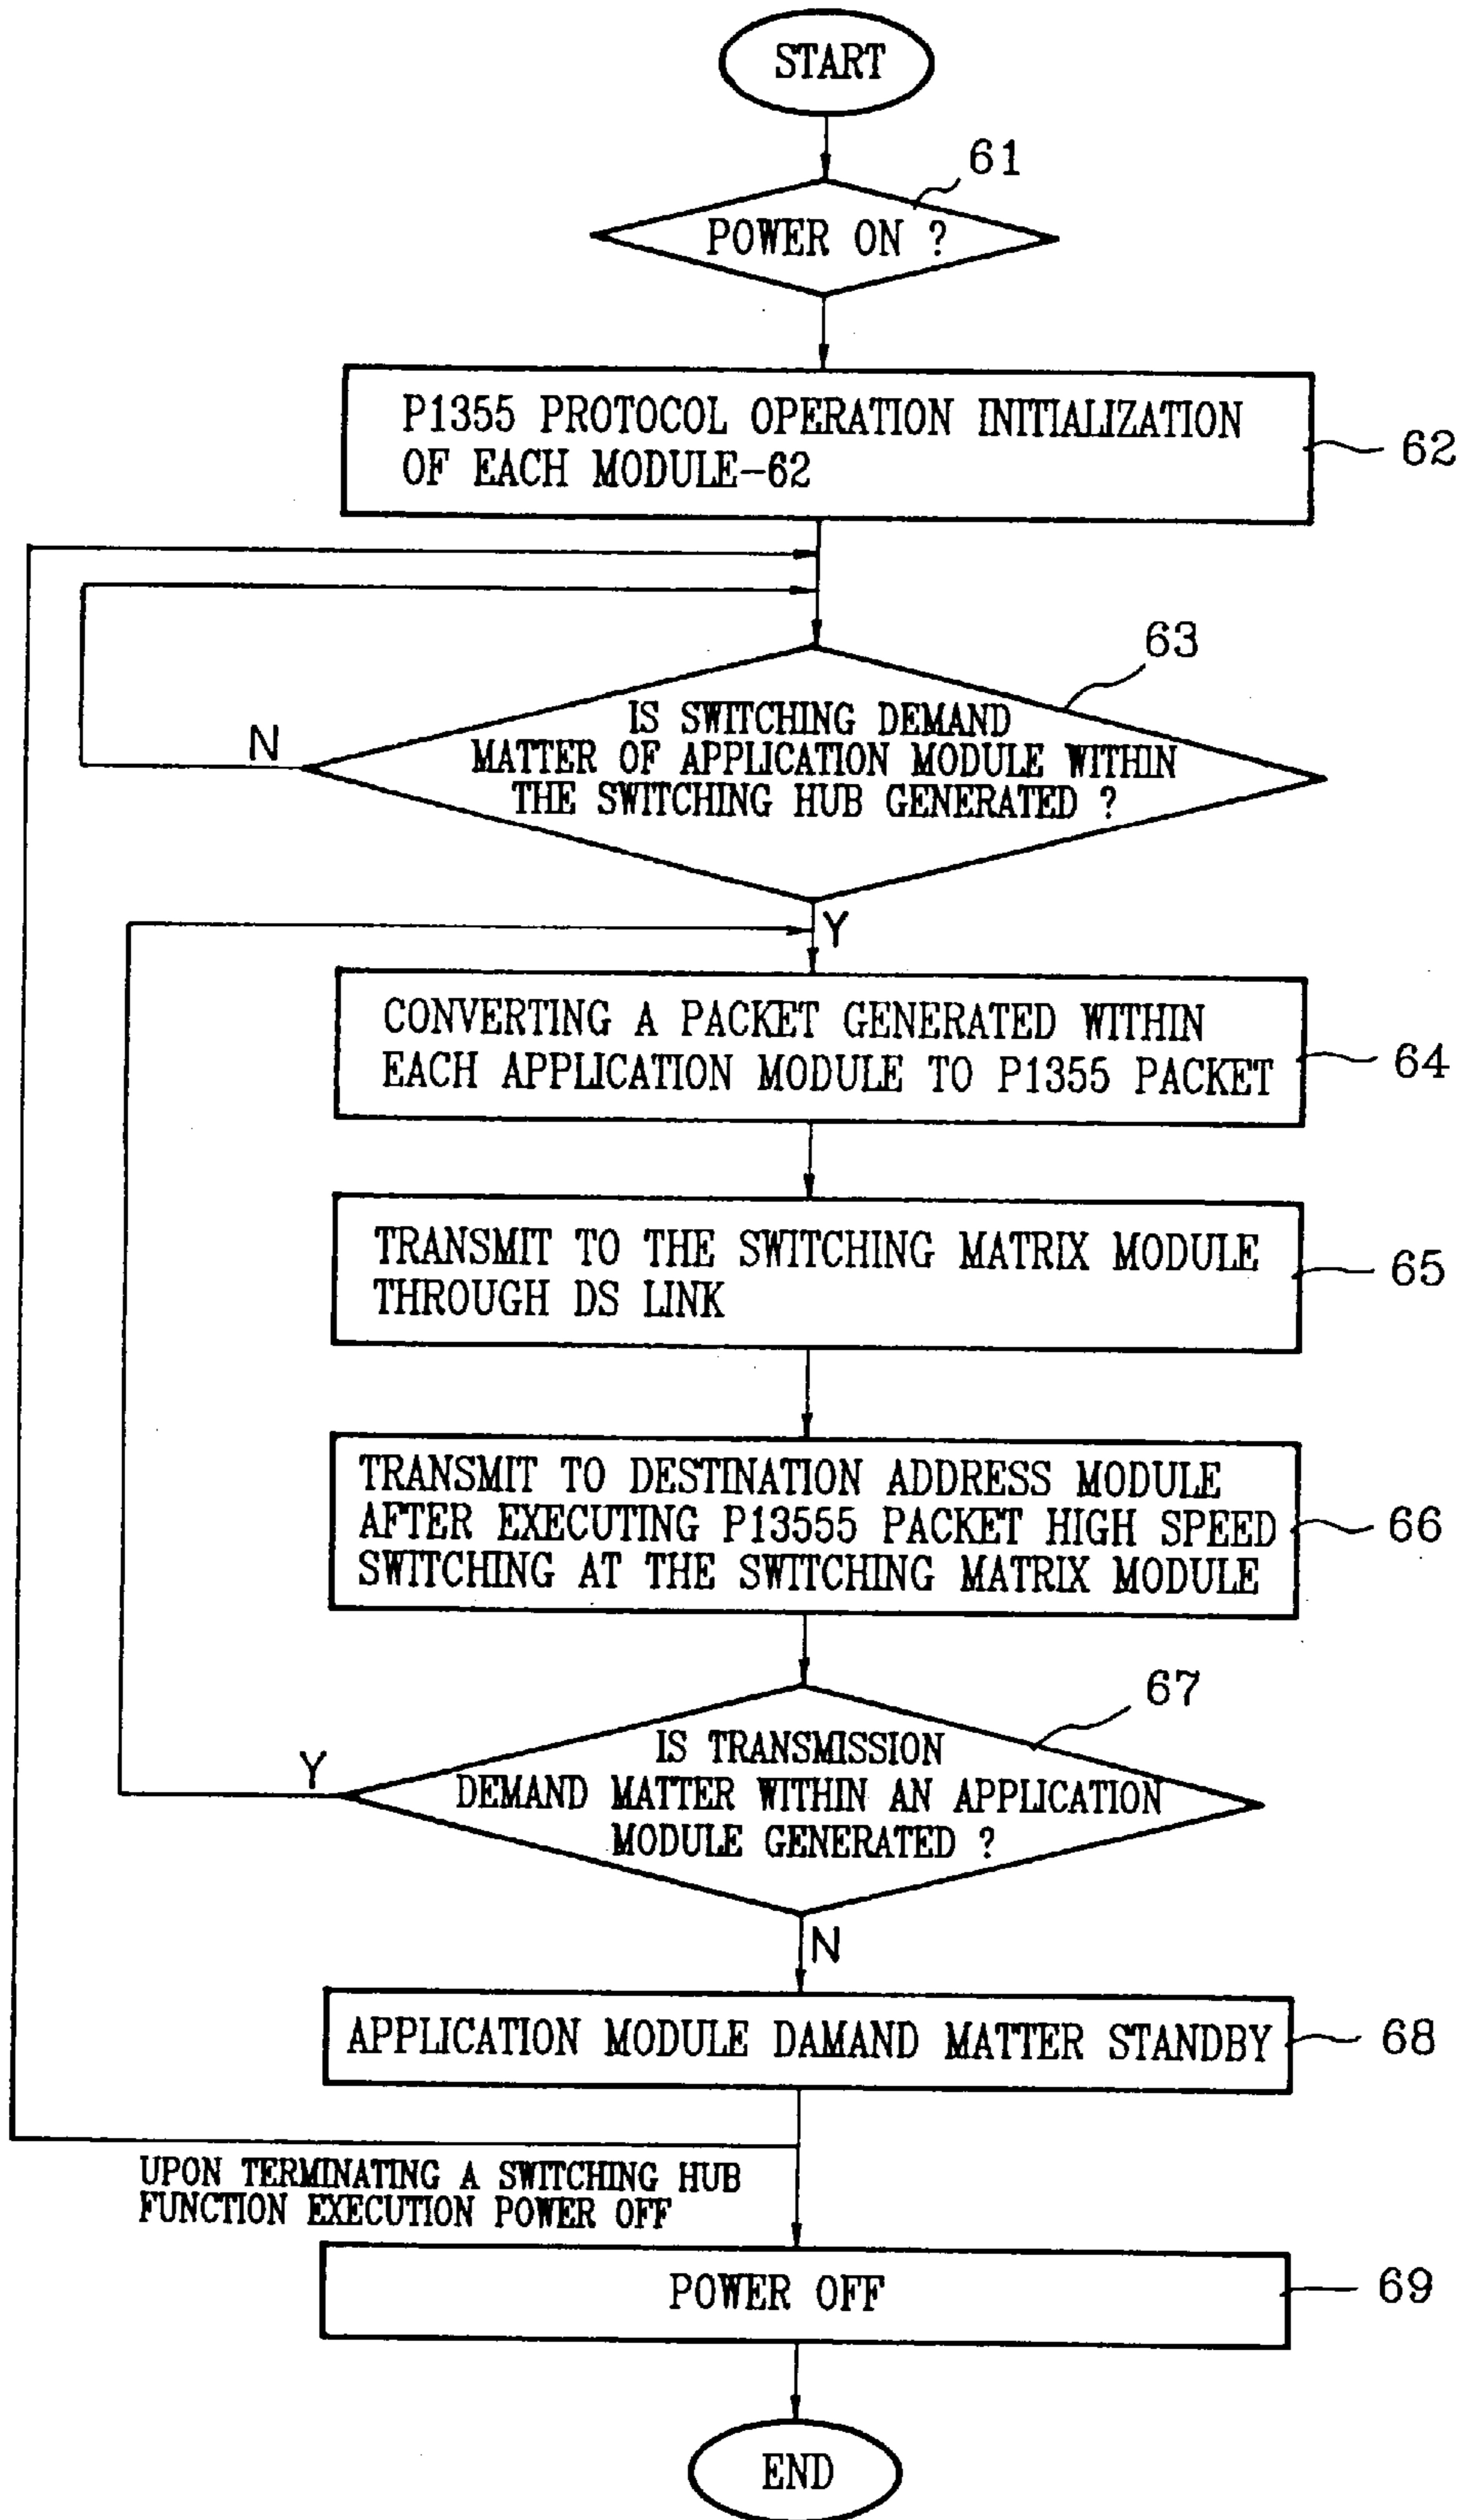 START
61
POWER ON ?
P1355 PROTOCOL OPERATION INITIALIZATION
OF EACH MODULE-62
62
63
IS SWITCHING DEMAND
MATTER OF APPLICATION MODULE WITHIN
THE SWITCHING HUB GENERATED ?
N
Y
CONVERTING A PACKET GENERATED WITHIN
EACH APPLICATION MODULE TO P1355 PACKET
64
TRANSMIT TO THE SWITCHING MATRIX MODULE
THROUGH DS LINK
65
TRANSMIT TO DESTINATION ADDRESS MODULE
AFTER EXECUTING P13555 PACKET HIGH SPEED
SWITCHING AT THE SWITCHING MATRIX MODULE
66
67
IS TRANSMISSION
DEMAND MATTER WITHIN AN APPLICATION
MODULE GENERATED ?
Y
N
APPLICATION MODULE DAMAND MATTER STANDBY
68
UPON TERMINATING A SWITCHING HUB
FUNCTION EXECUTION POWER OFF
POWER OFF
69
END